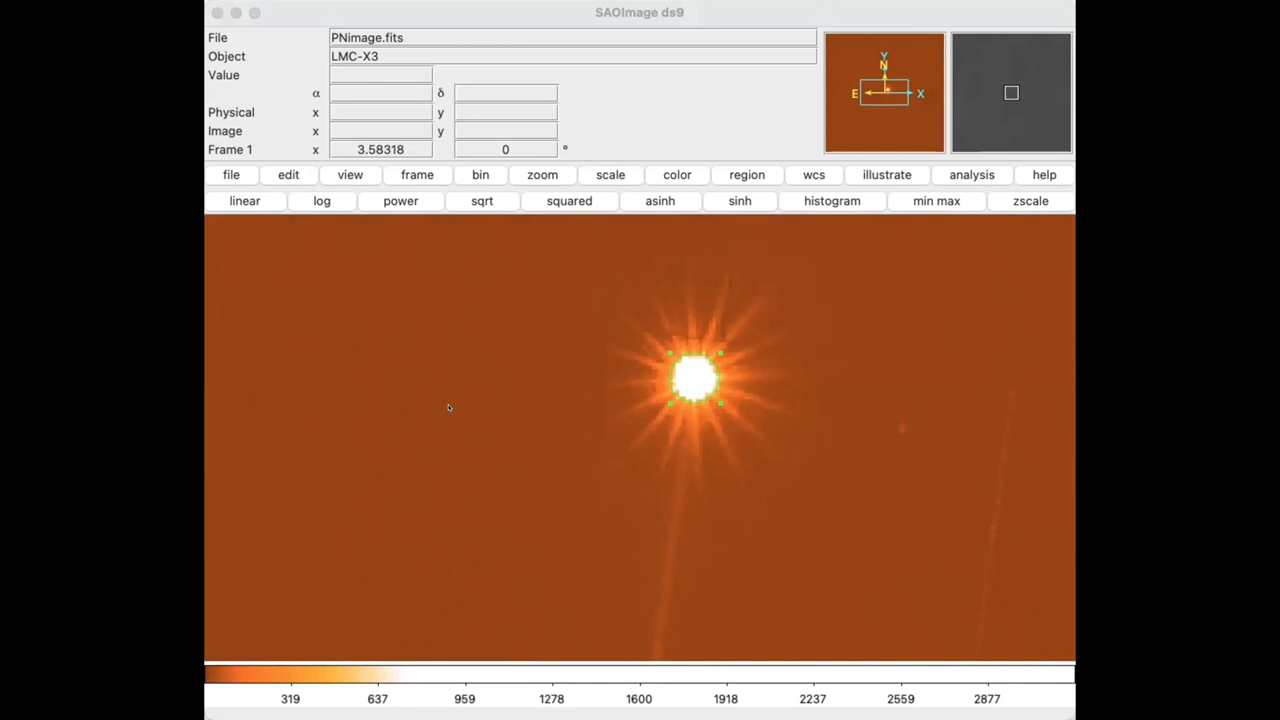 SAOImage ds9
File PNimage.fits
Object LMC-X3
Value
α δ
Physical x y
Image x y
Frame 1 x 3.58318 0 °
Y
N
E X
file edit view frame bin zoom scale color region wcs illustrate analysis help
linear log power sqrt squared asinh sinh histogram min max zscale
319 637 959 1278 1600 1918 2237 2559 2877